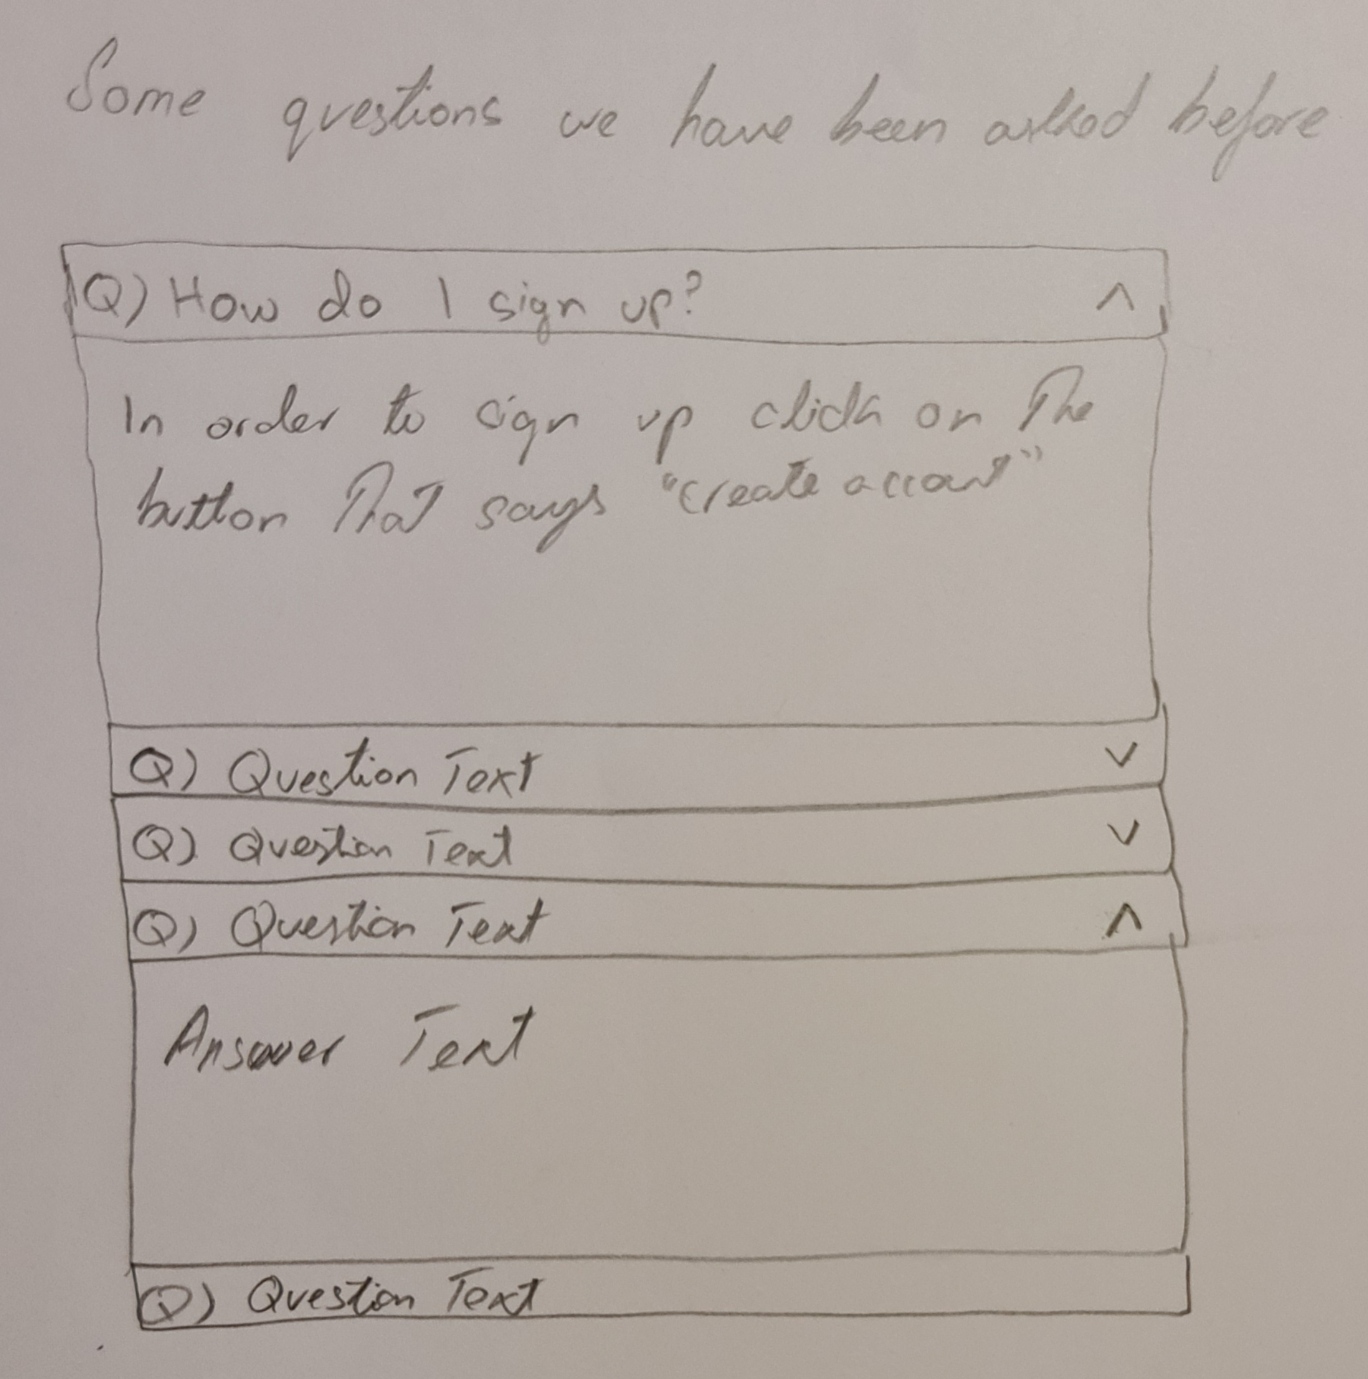 Some questions we have been asked before
Q) How do I sign up? ^
In order to sign up click on The
button That says "create account"
Q) Question Text v
Q) Question Text v
Q) Question Text ^
Answer Text
Q) Question Text